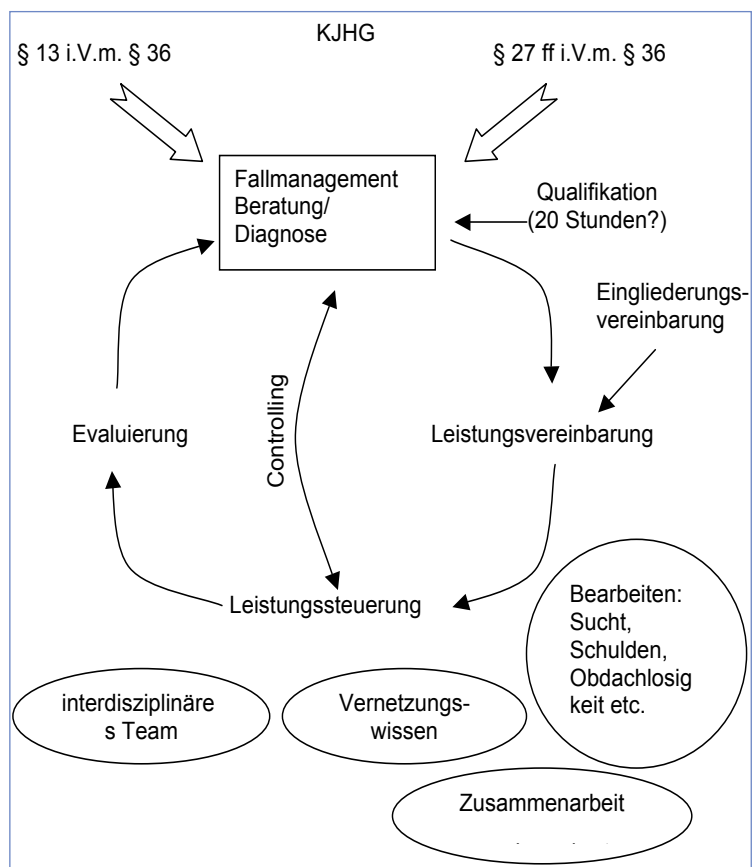 KJHG
§ 13 i.V.m. § 36
§ 27 ff i.V.m. § 36
Fallmanagement
Beratung/
Diagnose
Qualifikation
(20 Stunden?)
Eingliederungs-
vereinbarung
Controlling
Evaluierung
Leistungsvereinbarung
Leistungssteuerung
Bearbeiten:
Sucht,
Schulden,
Obdachlosig
keit etc.
interdisziplinäre
s Team
Vernetzungs-
wissen
Zusammenarbeit